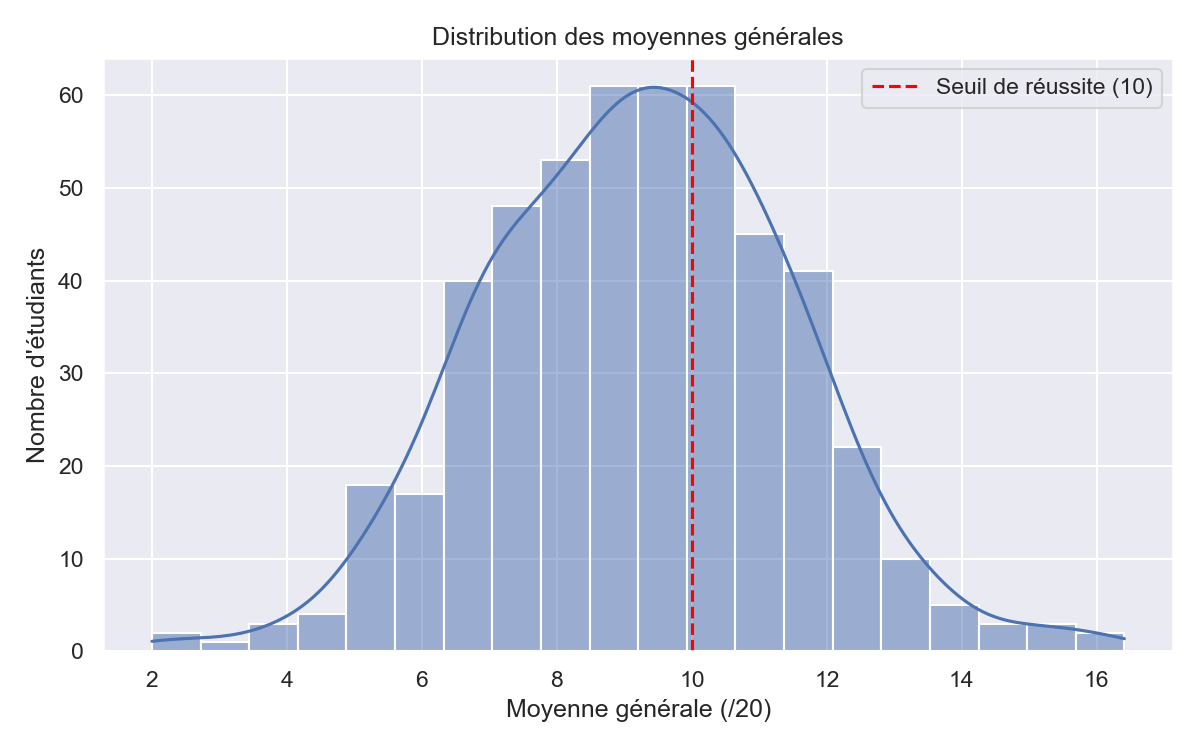 Distribution des moyennes générales
Seuil de réussite (10)
Nombre d'étudiants
60
50
40
30
20
10
0
2 4 6 8 10 12 14 16
Moyenne générale (/20)